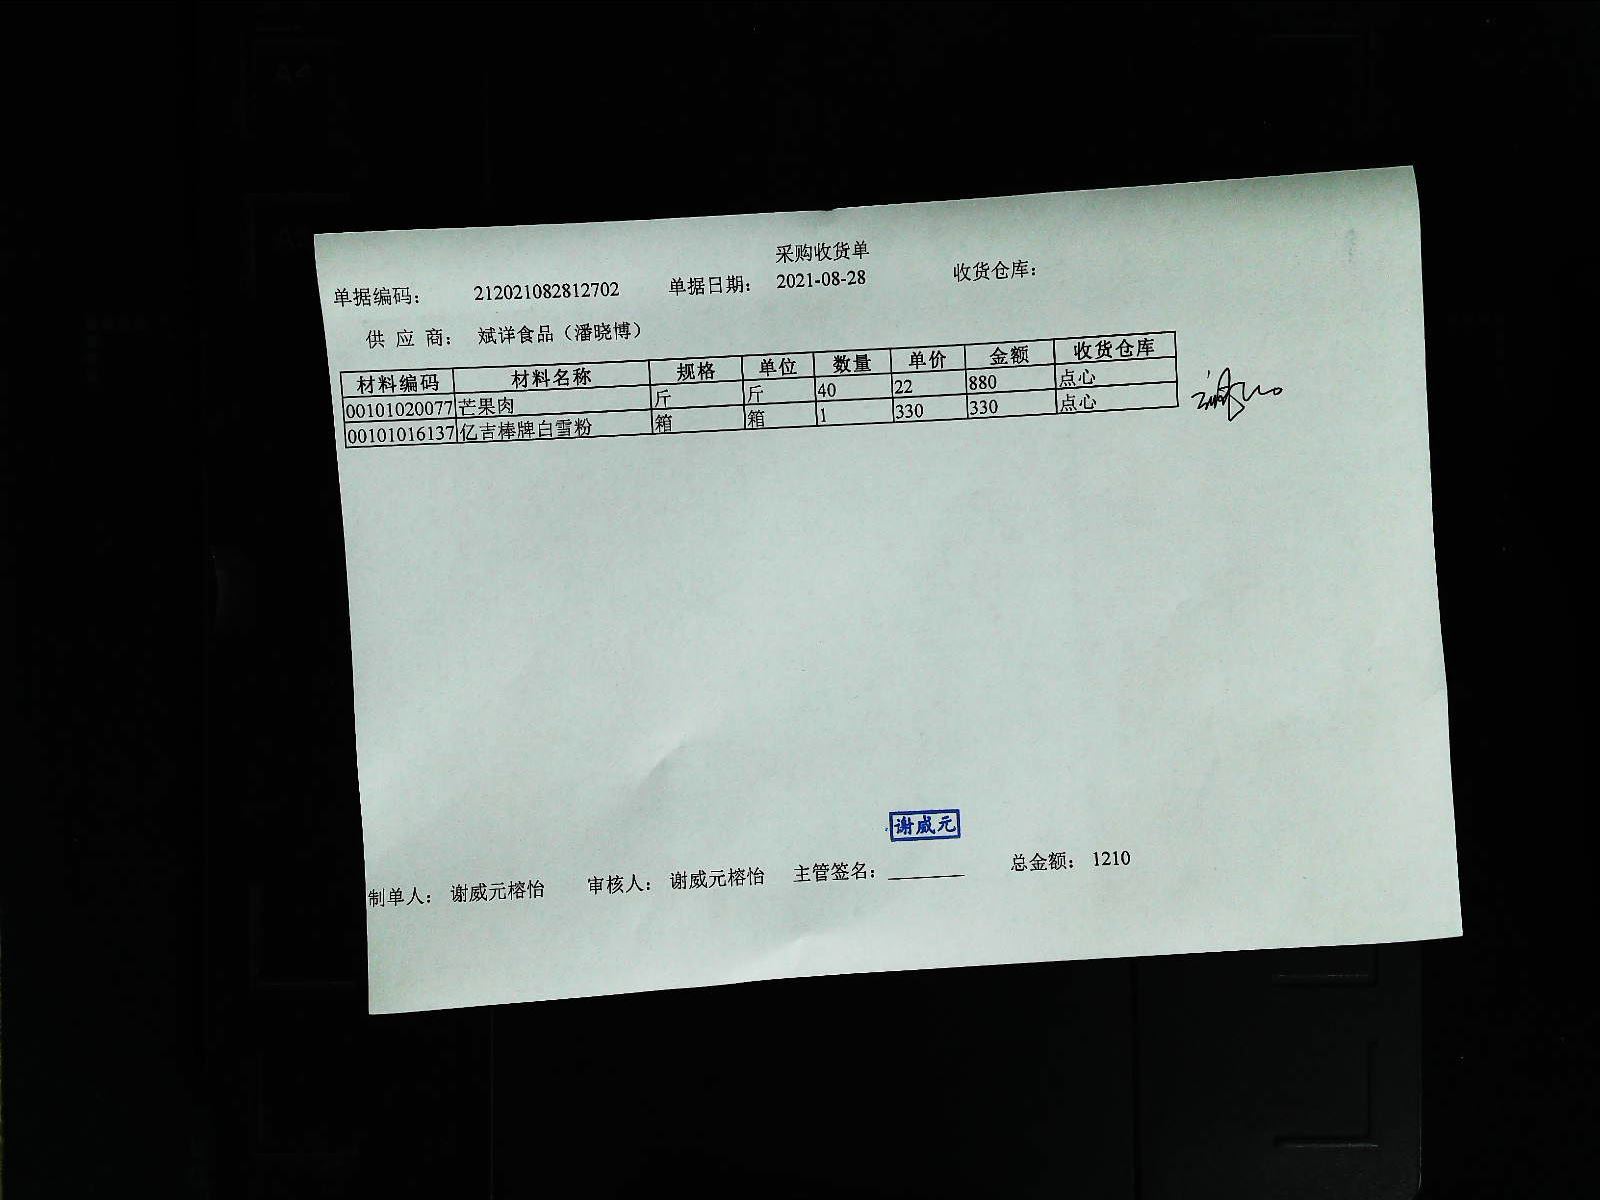 采购收货单
单据编码： 212021082812702 单据日期： 2021-08-28 收货仓库：
供 应 商： 斌详食品（潘晓博）
材料编码 材料名称 规格 单位 数量 单价 金额 收货仓库
00101020077 芒果肉 斤 斤 40 22 880 点心
00101016137 亿吉棒牌白雪粉 箱 箱 1 330 330 点心
谢威元
制单人： 谢威元榕怡 审核人： 谢威元榕怡 主管签名：________ 总金额： 1210